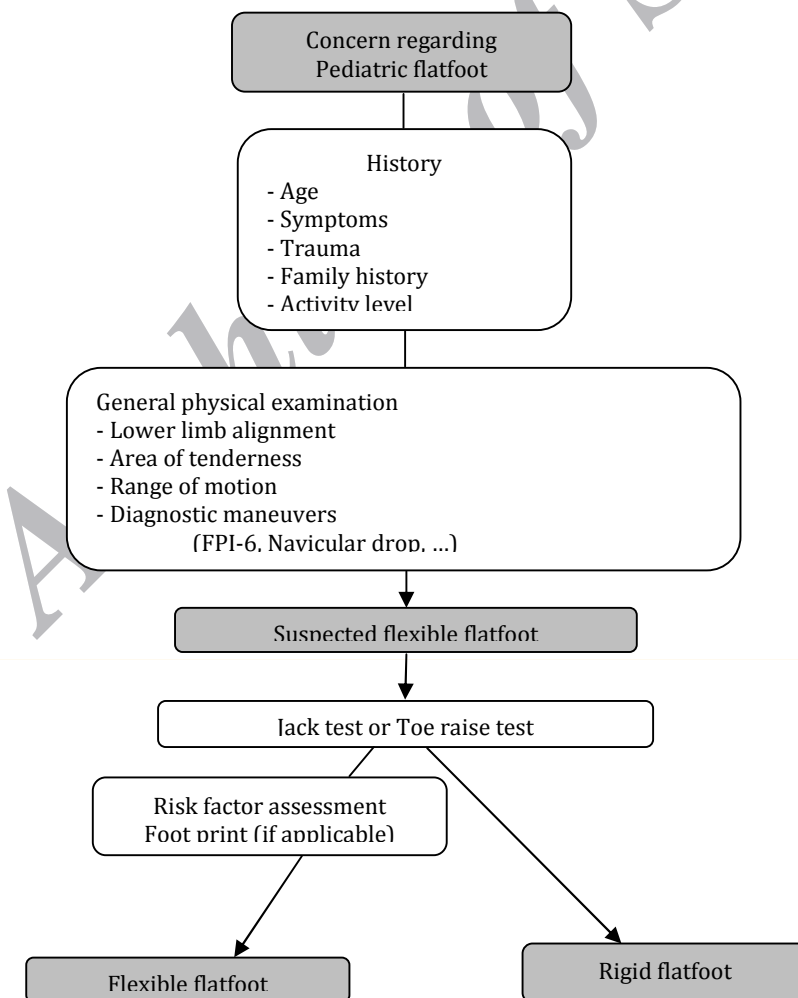 Concern regarding
Pediatric flatfoot
History
- Age
- Symptoms
- Trauma
- Family history
- Activity level
General physical examination
- Lower limb alignment
- Area of tenderness
- Range of motion
- Diagnostic maneuvers
(FPI-6, Navicular drop, ...)
Suspected flexible flatfoot
Jack test or Toe raise test
Risk factor assessment
Foot print (if applicable)
Flexible flatfoot
Rigid flatfoot